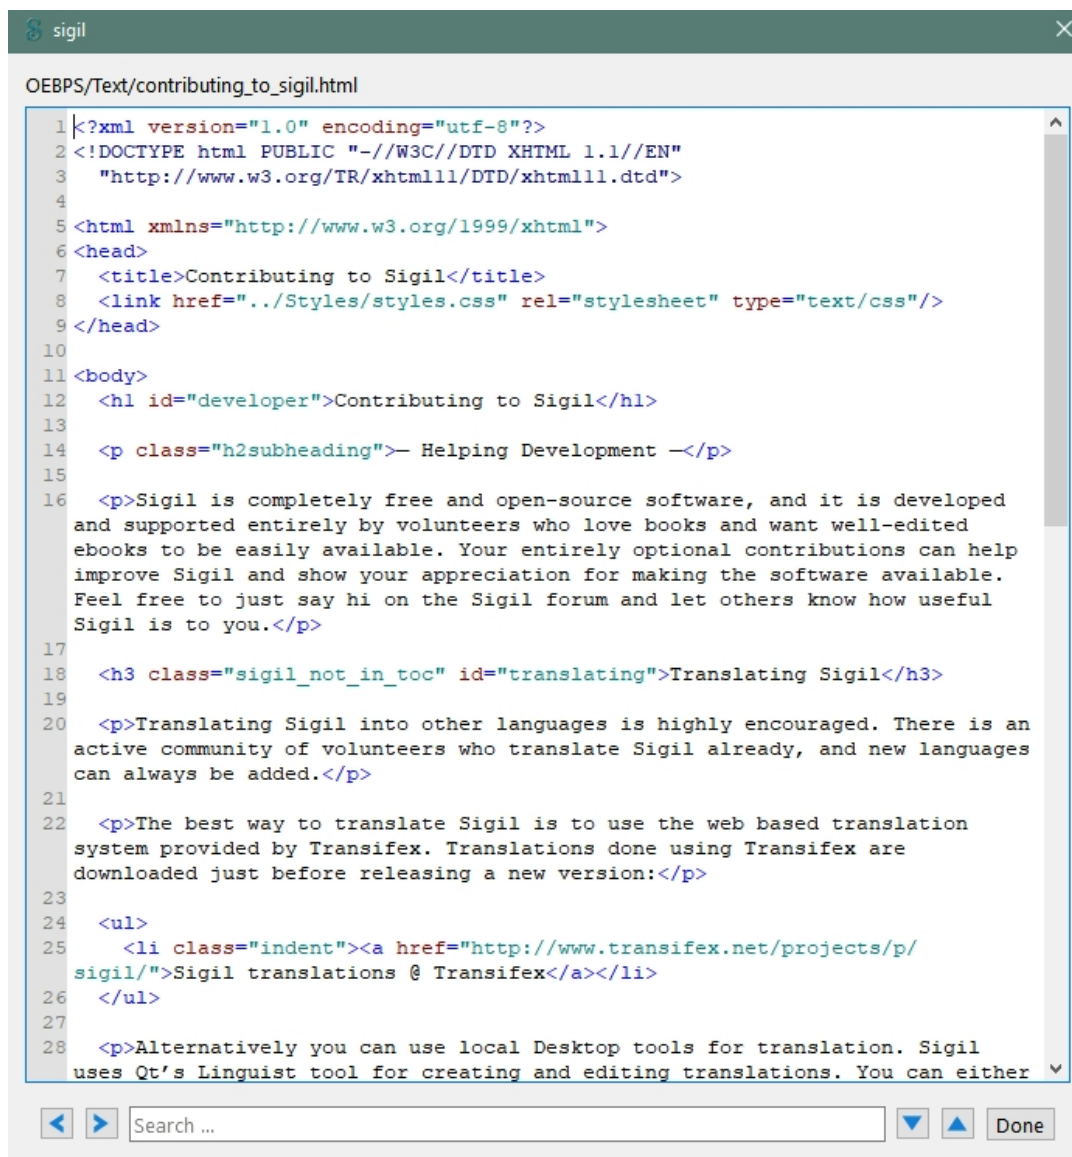 sigil
OEBPS/Text/contributing_to_sigil.html
1 <?xml version="1.0" encoding="utf-8"?>
2 <!DOCTYPE html PUBLIC "-//W3C//DTD XHTML 1.1//EN"
3   "http://www.w3.org/TR/xhtml11/DTD/xhtml11.dtd">
4
5 <html xmlns="http://www.w3.org/1999/xhtml">
6 <head>
7   <title>Contributing to Sigil</title>
8   <link href="../Styles/styles.css" rel="stylesheet" type="text/css"/>
9 </head>
10
11 <body>
12   <h1 id="developer">Contributing to Sigil</h1>
13
14   <p class="h2subheading">— Helping Development —</p>
15
16   <p>Sigil is completely free and open-source software, and it is developed
and supported entirely by volunteers who love books and want well-edited
ebooks to be easily available. Your entirely optional contributions can help
improve Sigil and show your appreciation for making the software available.
Feel free to just say hi on the Sigil forum and let others know how useful
Sigil is to you.</p>
17
18   <h3 class="sigil_not_in_toc" id="translating">Translating Sigil</h3>
19
20   <p>Translating Sigil into other languages is highly encouraged. There is an
active community of volunteers who translate Sigil already, and new languages
can always be added.</p>
21
22   <p>The best way to translate Sigil is to use the web based translation
system provided by Transifex. Translations done using Transifex are
downloaded just before releasing a new version:</p>
23
24   <ul>
25     <li class="indent"><a href="http://www.transifex.net/projects/p/
sigil/">Sigil translations @ Transifex</a></li>
26   </ul>
27
28   <p>Alternatively you can use local Desktop tools for translation. Sigil
uses Qt’s Linguist tool for creating and editing translations. You can either
Search ...
Done